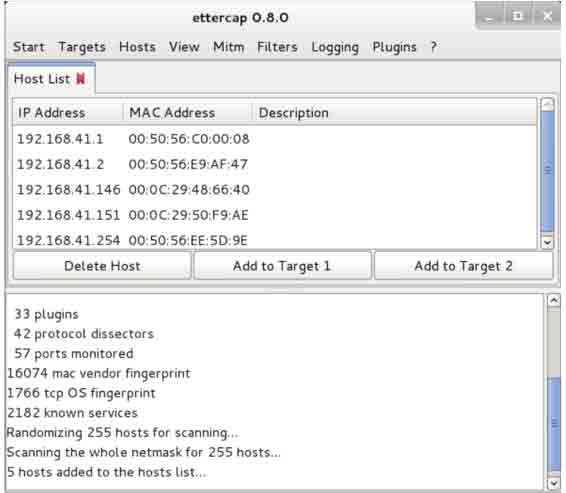 ettercap 0.8.0
Start Targets Hosts View Mitm Filters Logging Plugins ?
Host List
IP Address MAC Address Description
192.168.41.1 00:50:56:C0:00:08
192.168.41.2 00:50:56:E9:AF:47
192.168.41.146 00:0C:29:48:66:40
192.168.41.151 00:0C:29:50:F9:AE
192.168.41.254 00:50:56:EE:5D:9E
Delete Host Add to Target 1 Add to Target 2
33 plugins
42 protocol dissectors
57 ports monitored
16074 mac vendor fingerprint
1766 tcp OS fingerprint
2182 known services
Randomizing 255 hosts for scanning...
Scanning the whole netmask for 255 hosts...
5 hosts added to the hosts list...